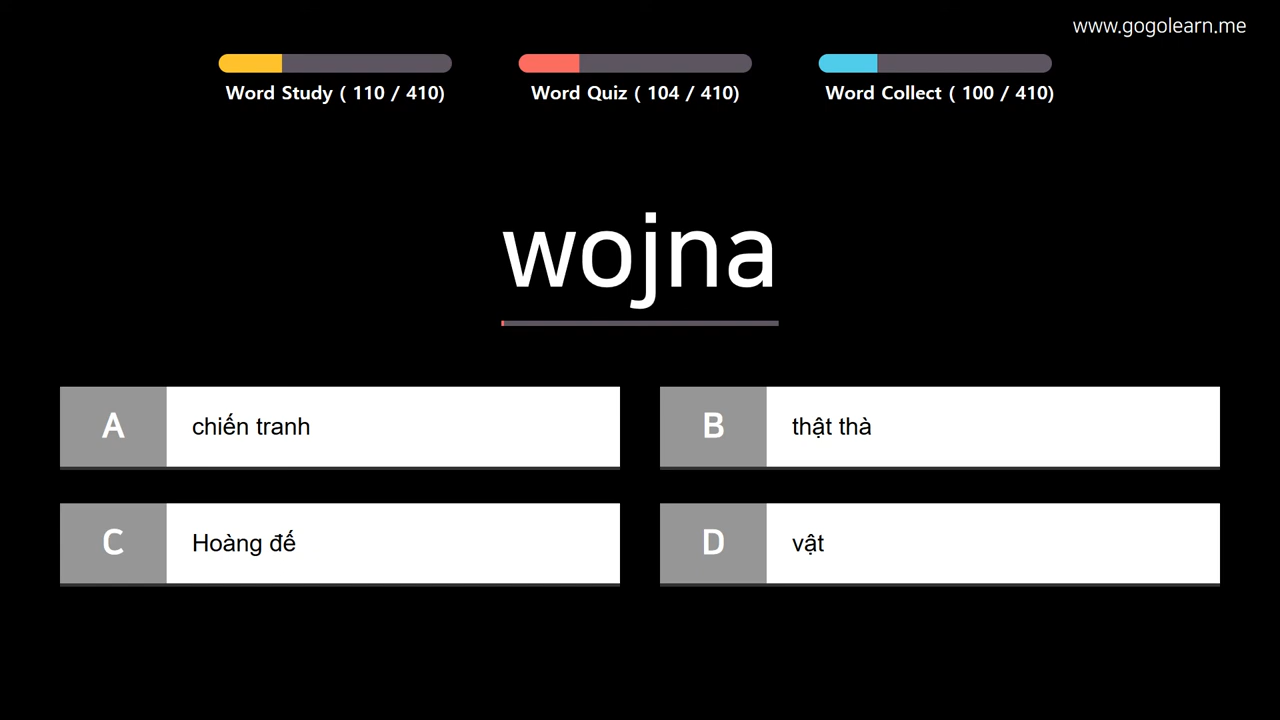 www.gogolearn.me
Word Study ( 110 / 410)
Word Quiz ( 104 / 410)
Word Collect ( 100 / 410)
wojna
A chiến tranh
B thật thà
C Hoàng đế
D vật